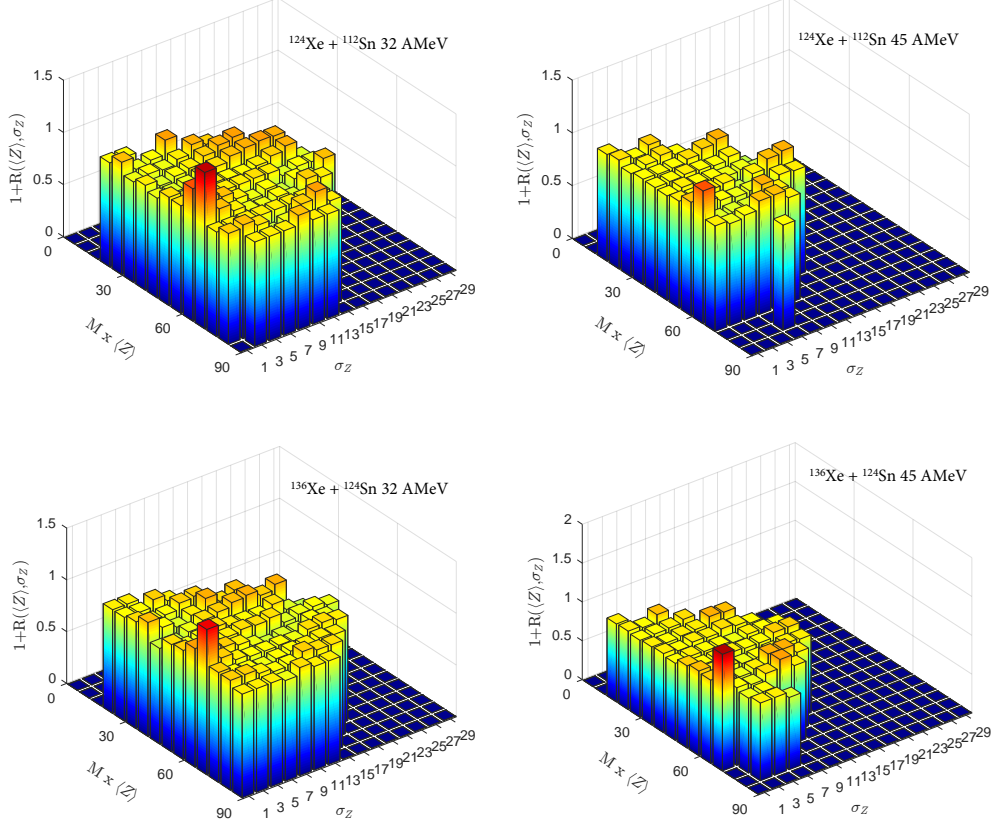 ¹²⁴Xe + ¹¹²Sn 32 AMeV
1.5
1
0.5
0
1+R(⟨Z⟩,σ_Z)
0
30
60
90
M x ⟨Z⟩
1 3 5 7 9 11 13 15 17 19 21 23 25 27 29
σ_Z
¹²⁴Xe + ¹¹²Sn 45 AMeV
1.5
1
0.5
0
1+R(⟨Z⟩,σ_Z)
0
30
60
90
M x ⟨Z⟩
1 3 5 7 9 11 13 15 17 19 21 23 25 27 29
σ_Z
¹³⁶Xe + ¹²⁴Sn 32 AMeV
1.5
1
0.5
0
1+R(⟨Z⟩,σ_Z)
0
30
60
90
M x ⟨Z⟩
1 3 5 7 9 11 13 15 17 19 21 23 25 27 29
σ_Z
¹³⁶Xe + ¹²⁴Sn 45 AMeV
2
1.5
1
0.5
0
1+R(⟨Z⟩,σ_Z)
0
30
60
90
M x ⟨Z⟩
1 3 5 7 9 11 13 15 17 19 21 23 25 27 29
σ_Z